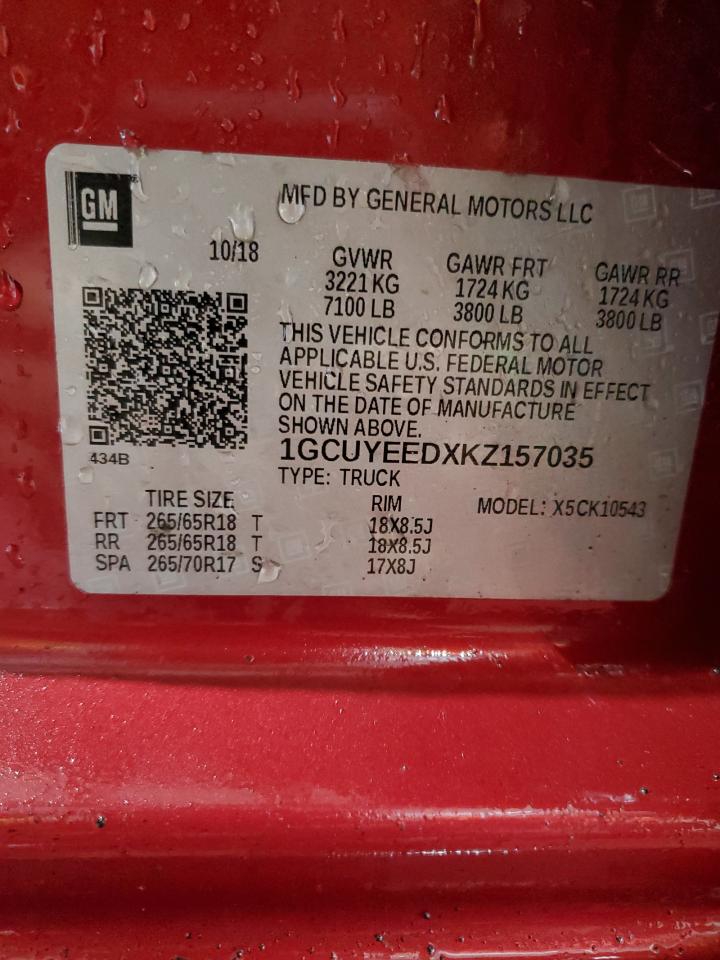 GM
MFD BY GENERAL MOTORS LLC
10/18
GVWR GAWR FRT GAWR RR
3221 KG 1724 KG 1724 KG
7100 LB 3800 LB 3800 LB
THIS VEHICLE CONFORMS TO ALL
APPLICABLE U.S. FEDERAL MOTOR
VEHICLE SAFETY STANDARDS IN EFFECT
ON THE DATE OF MANUFACTURE
SHOWN ABOVE.
434B
1GCUYEEDXKZ157035
TYPE: TRUCK
TIRE SIZE RIM MODEL: X5CK10543
FRT 265/65R18 T 18X8.5J
RR 265/65R18 T 18X8.5J
SPA 265/70R17 S 17X8J